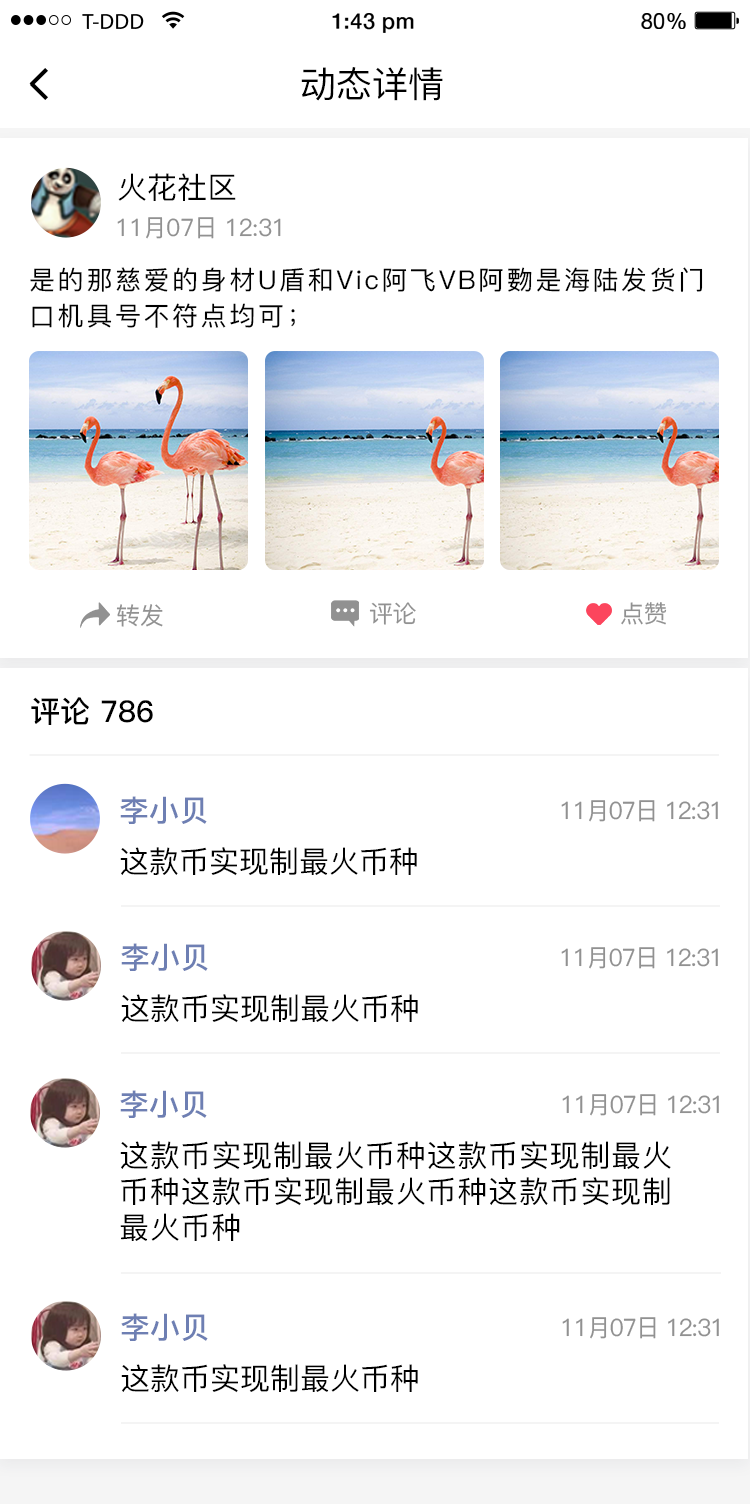 T-DDD 1:43 pm 80%
动态详情
火花社区
11月07日 12:31
是的那慈爱的身材U盾和Vic阿飞VB阿覅是海陆发货门
口机具号不符点均可；
转发 评论 点赞
评论 786
李小贝 11月07日 12:31
这款币实现制最火币种
李小贝 11月07日 12:31
这款币实现制最火币种
李小贝 11月07日 12:31
这款币实现制最火币种这款币实现制最火
币种这款币实现制最火币种这款币实现制
最火币种
李小贝 11月07日 12:31
这款币实现制最火币种